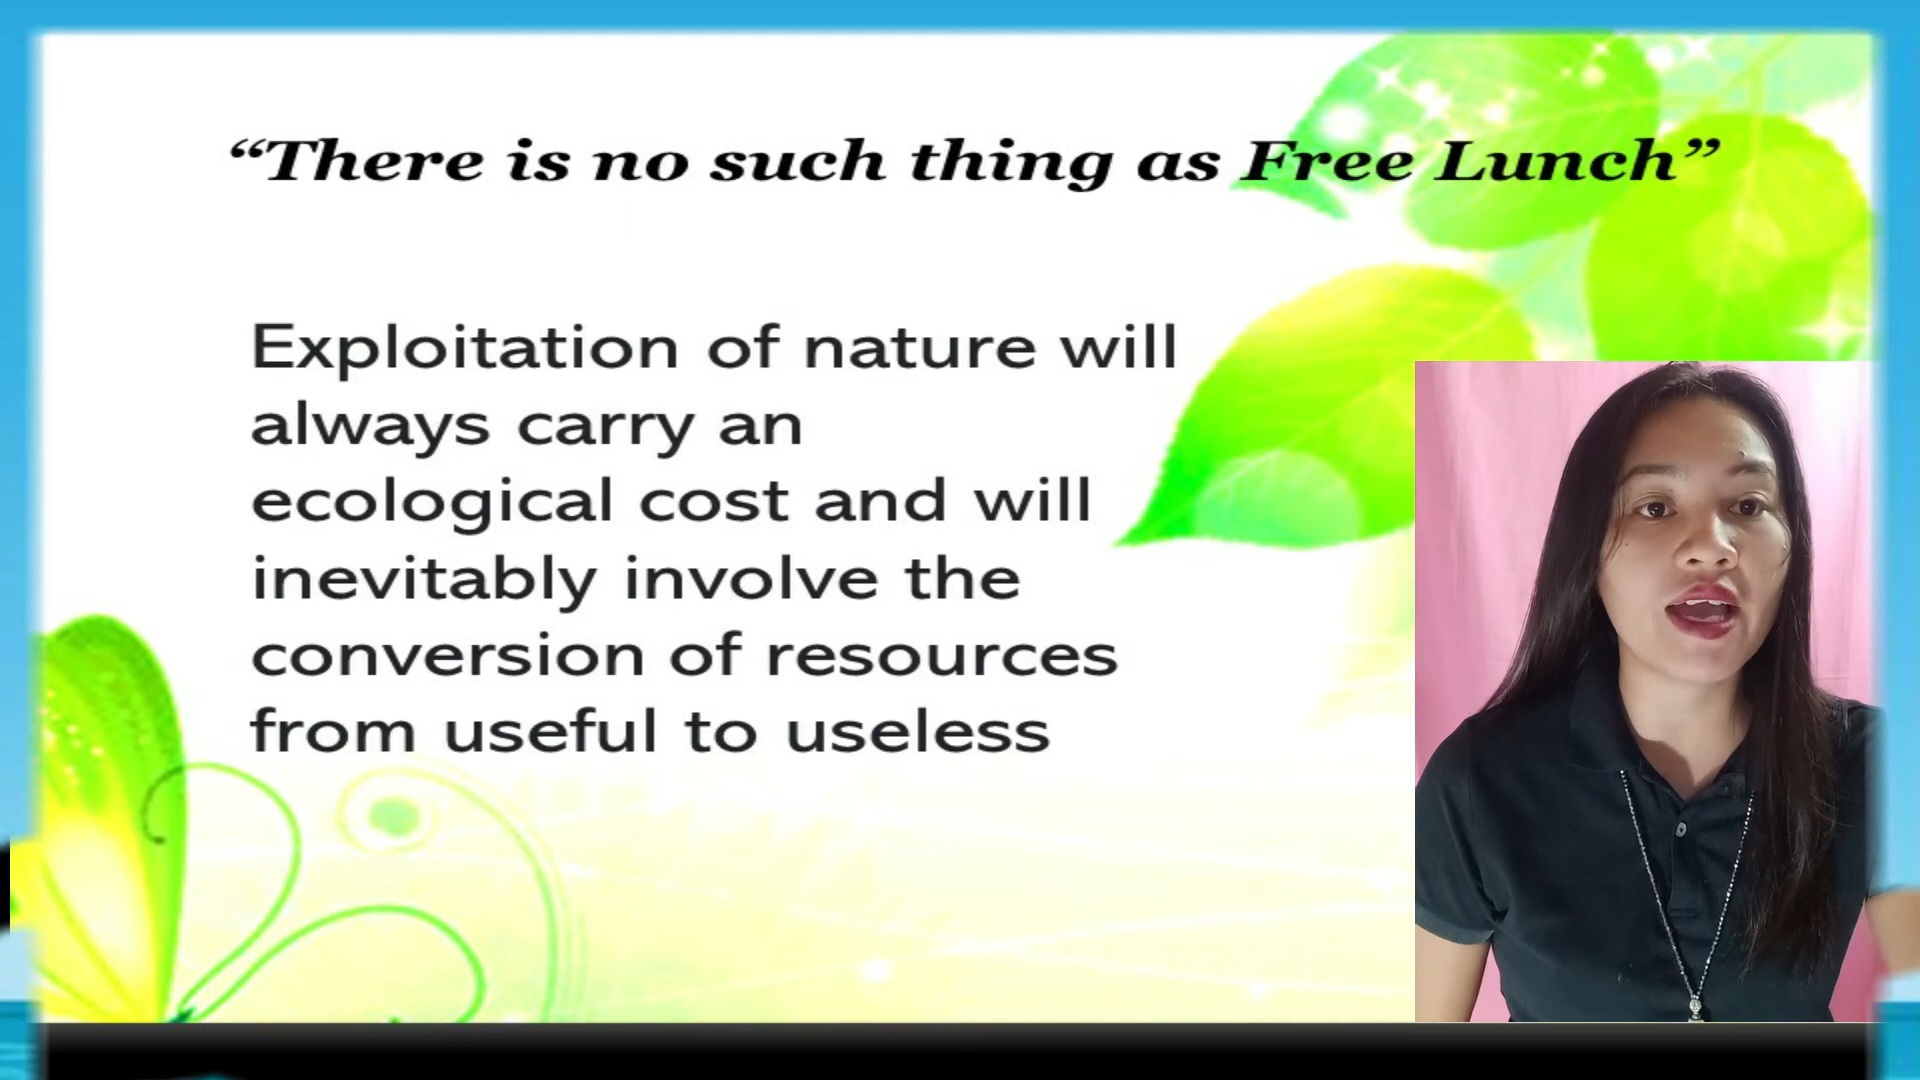 “There is no such thing as Free Lunch”
Exploitation of nature will
always carry an
ecological cost and will
inevitably involve the
conversion of resources
from useful to useless